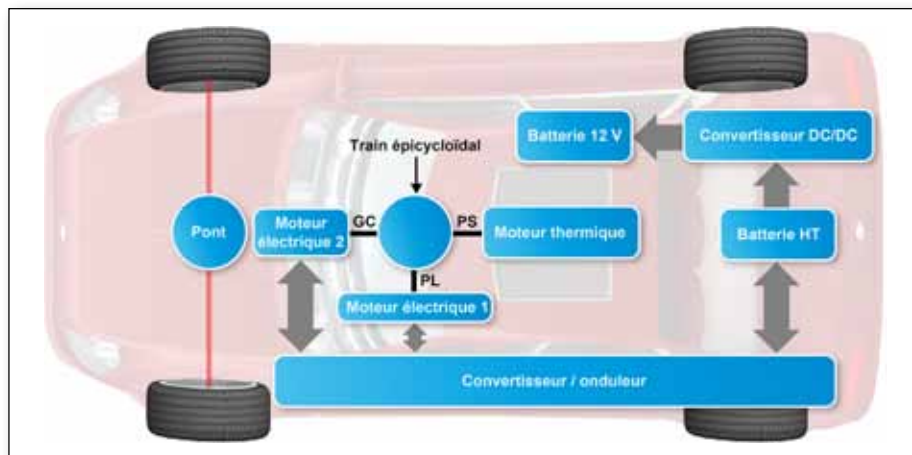 Batterie 12 V
Convertisseur DC/DC
Train épicycloïdal
Pont
Moteur
électrique 2
GC
PS
Moteur thermique
Batterie HT
PL
Moteur électrique 1
Convertisseur / onduleur